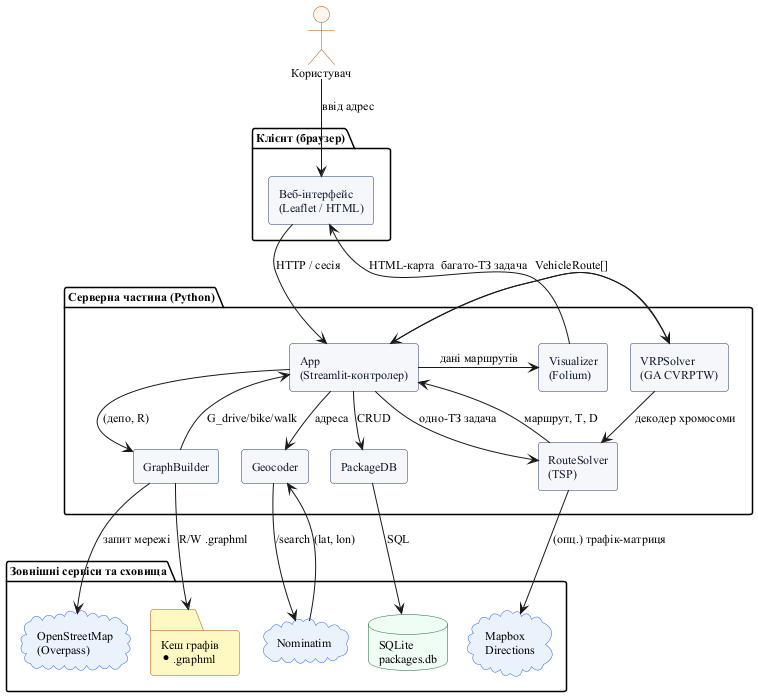 Користувач
ввід адрес
Клієнт (браузер)
Веб-інтерфейс
(Leaflet / HTML)
HTTP / сесія
HTML-карта
багато-ТЗ задача
VehicleRoute[]
Серверна частина (Python)
App
(Streamlit-контролер)
дані маршрутів
Visualizer
(Folium)
VRPSolver
(GA CVRPTW)
(депо, R)
G_drive/bike/walk
адреса
CRUD
одно-ТЗ задача
маршрут, T, D
декодер хромосоми
GraphBuilder
Geocoder
PackageDB
RouteSolver
(TSP)
запит мережі
R/W .graphml
/search
(lat, lon)
SQL
(опц.) трафік-матриця
Зовнішні сервіси та сховища
OpenStreetMap
(Overpass)
Кеш графів
● .graphml
Nominatim
SQLite
packages.db
Mapbox
Directions